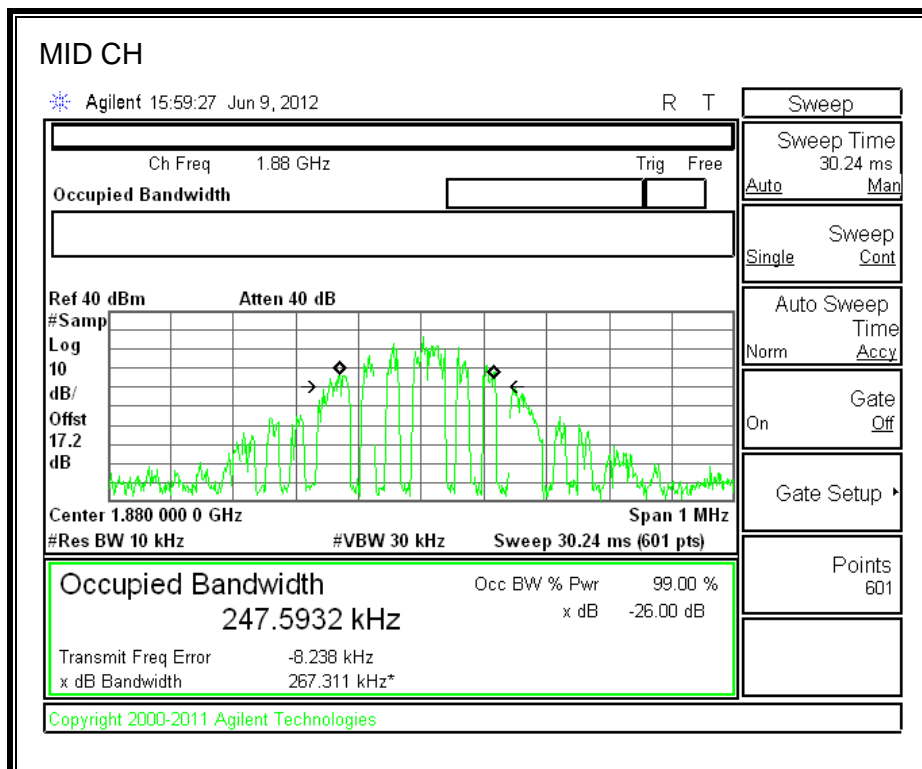 MID CH
Agilent 15:59:27 Jun 9, 2012 R T
Ch Freq 1.88 GHz Trig Free
Occupied Bandwidth
Ref 40 dBm Atten 40 dB
#Samp
Log
10
dB/
Offst
17.2
dB
Center 1.880 000 0 GHz Span 1 MHz
#Res BW 10 kHz #VBW 30 kHz Sweep 30.24 ms (601 pts)
Occupied Bandwidth
247.5932 kHz
Occ BW % Pwr 99.00 %
x dB -26.00 dB
Transmit Freq Error -8.238 kHz
x dB Bandwidth 267.311 kHz*
Copyright 2000-2011 Agilent Technologies
Sweep
Sweep Time
30.24 ms
Auto Man
Sweep
Single Cont
Auto Sweep
Time
Norm Accy
Gate
On Off
Gate Setup
Points
601